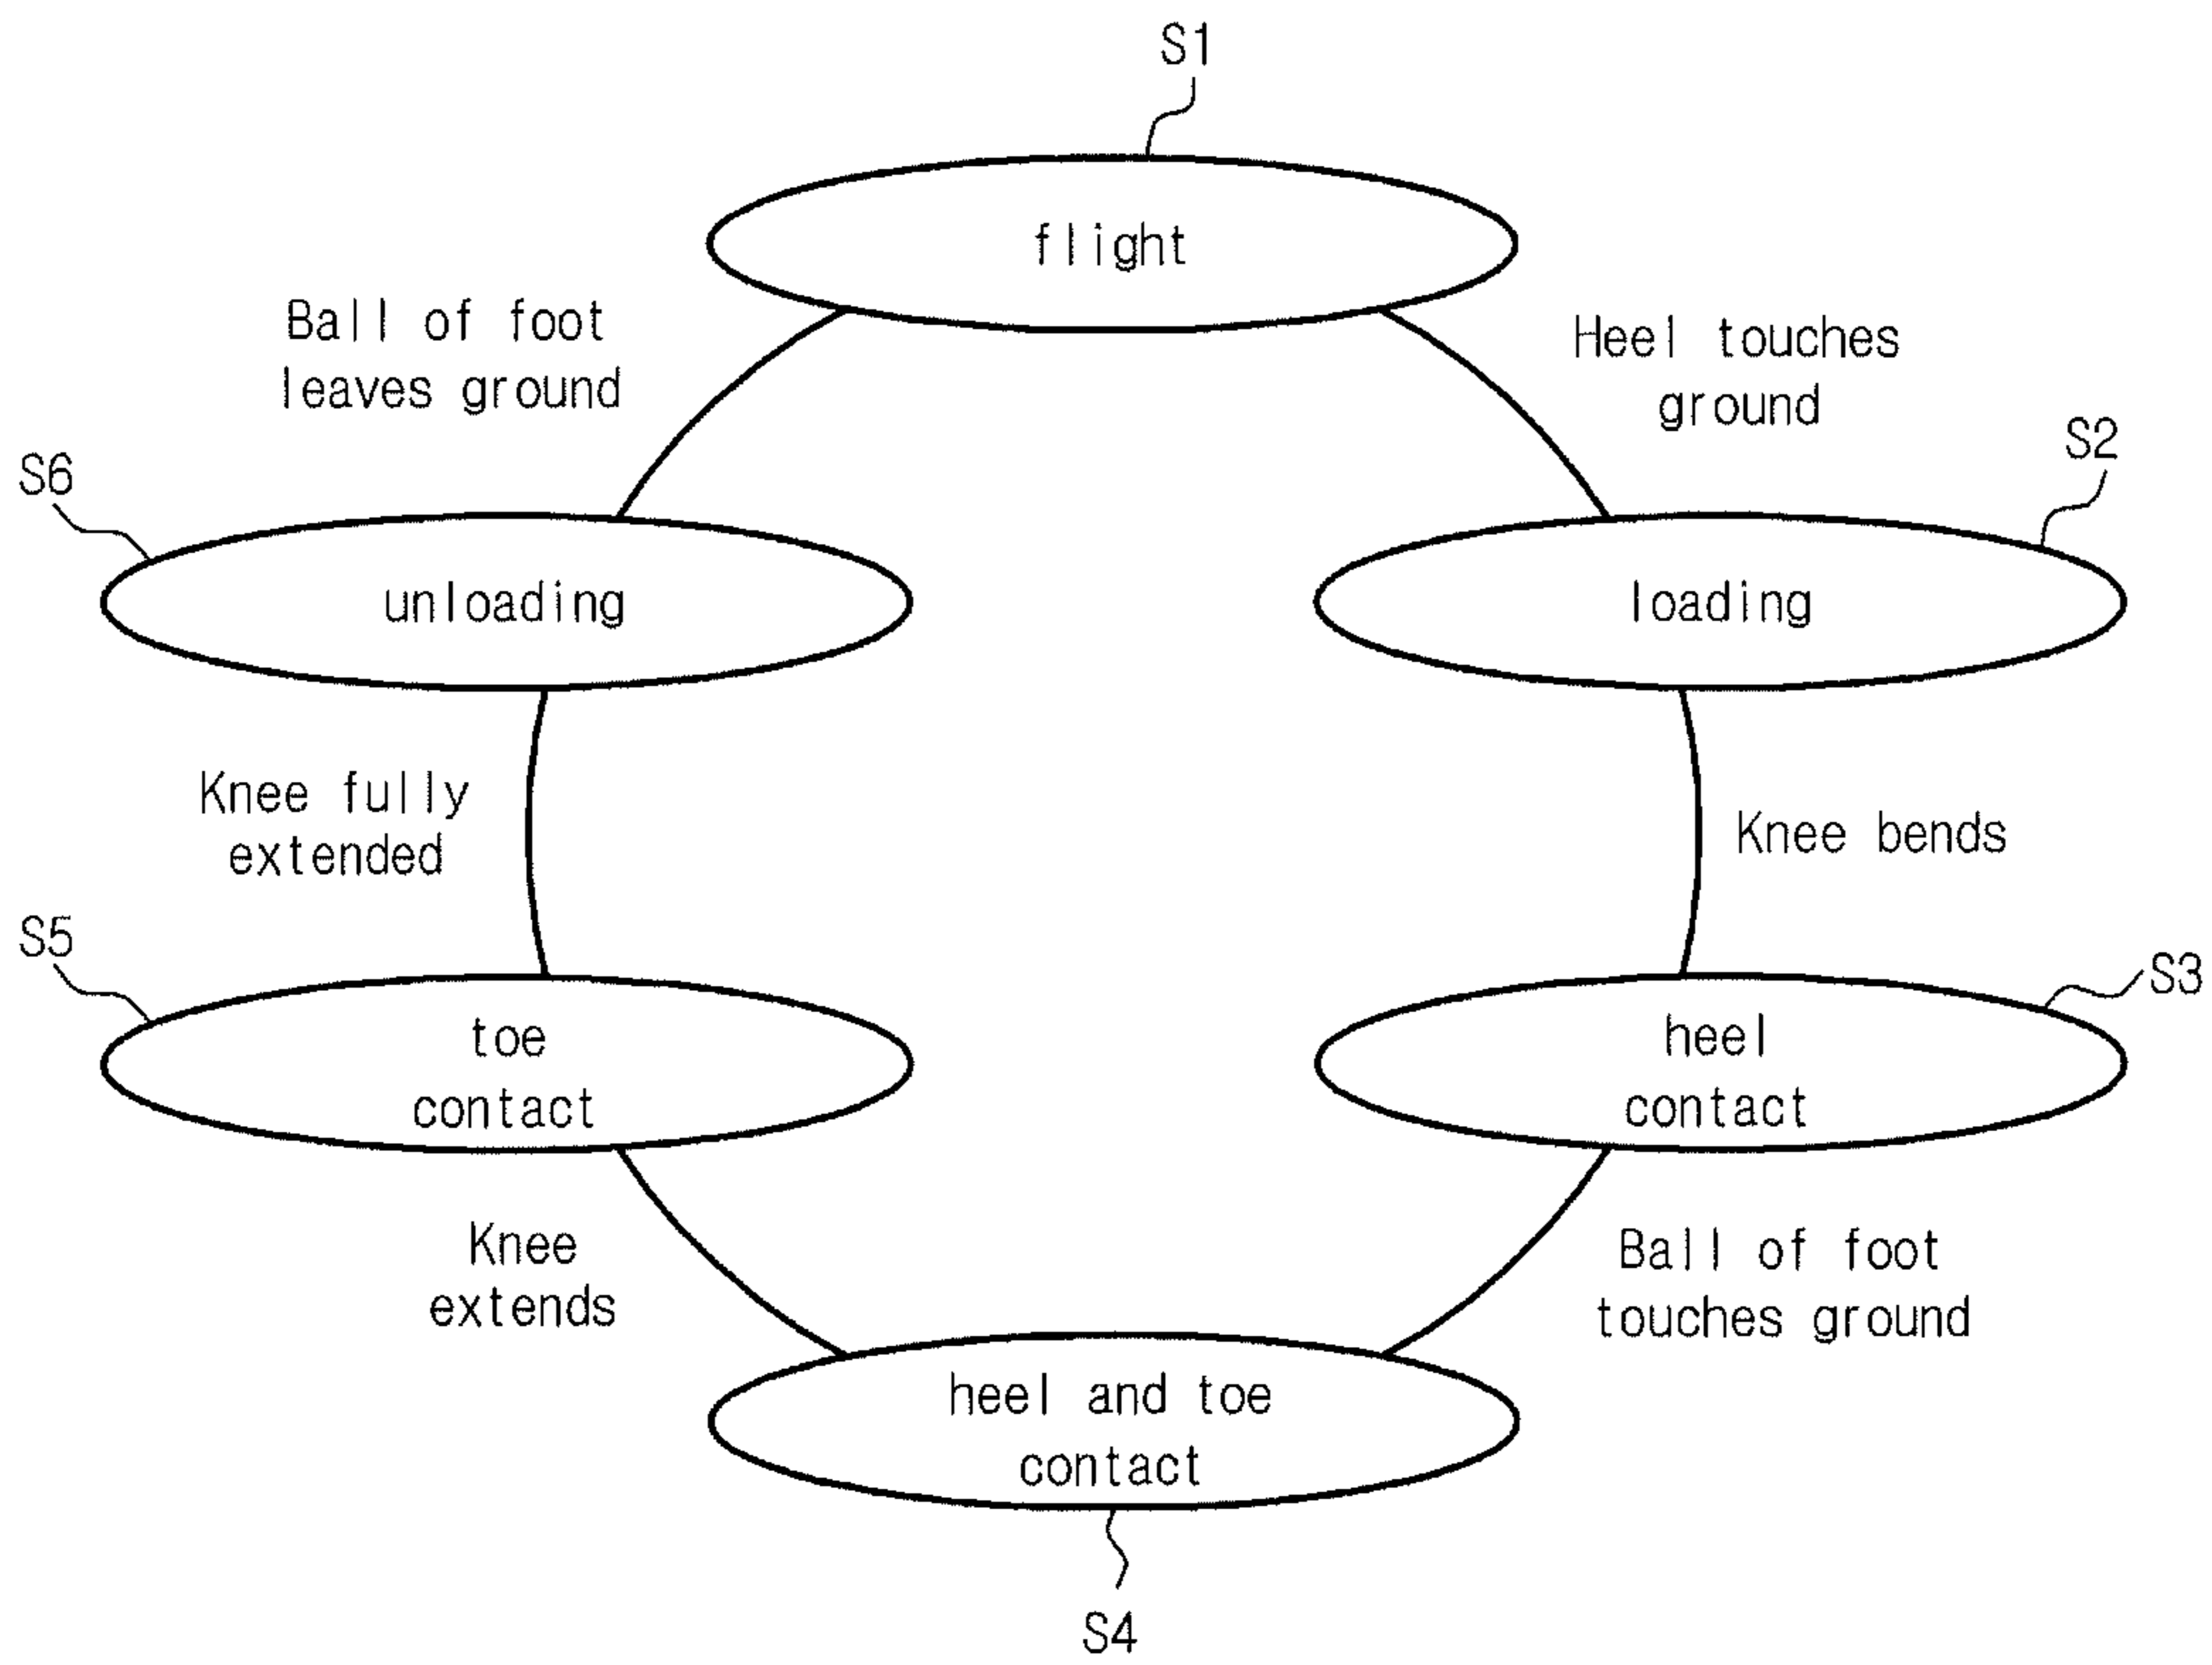 S1
flight
Ball of foot
leaves ground
Heel touches
ground
S6
S2
unloading
loading
Knee fully
extended
Knee bends
S5
S3
toe
contact
heel
contact
Knee
extends
Ball of foot
touches ground
heel and toe
contact
S4